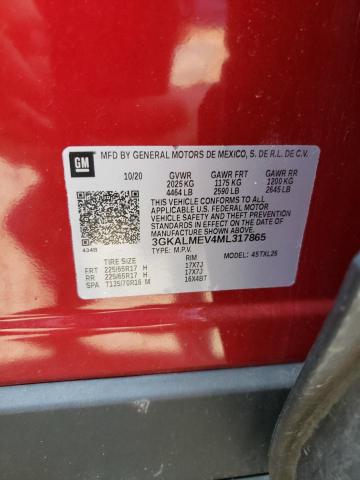 GM
MFD BY GENERAL MOTORS DE MEXICO, S. DE R.L. DE C.V.
10/20 GVWR GAWR FRT GAWR RR
2025 KG 1175 KG 1200 KG
4464 LB 2590 LB 2645 LB
THIS VEHICLE CONFORMS TO ALL APPLICABLE
U.S. FEDERAL MOTOR VEHICLE SAFETY, BUMPER, AND THEFT
PREVENTION STANDARDS IN EFFECT ON THE DATE OF
MANUFACTURE SHOWN ABOVE.
3GKALMEV4ML317865
TYPE: M.P.V. MODEL: 4STXL26
434B
TIRE SIZE RIM
FRT 225/65R17 H 17X7J
RR 225/65R17 H 17X7J
SPA T135/70R16 M 16X4B7